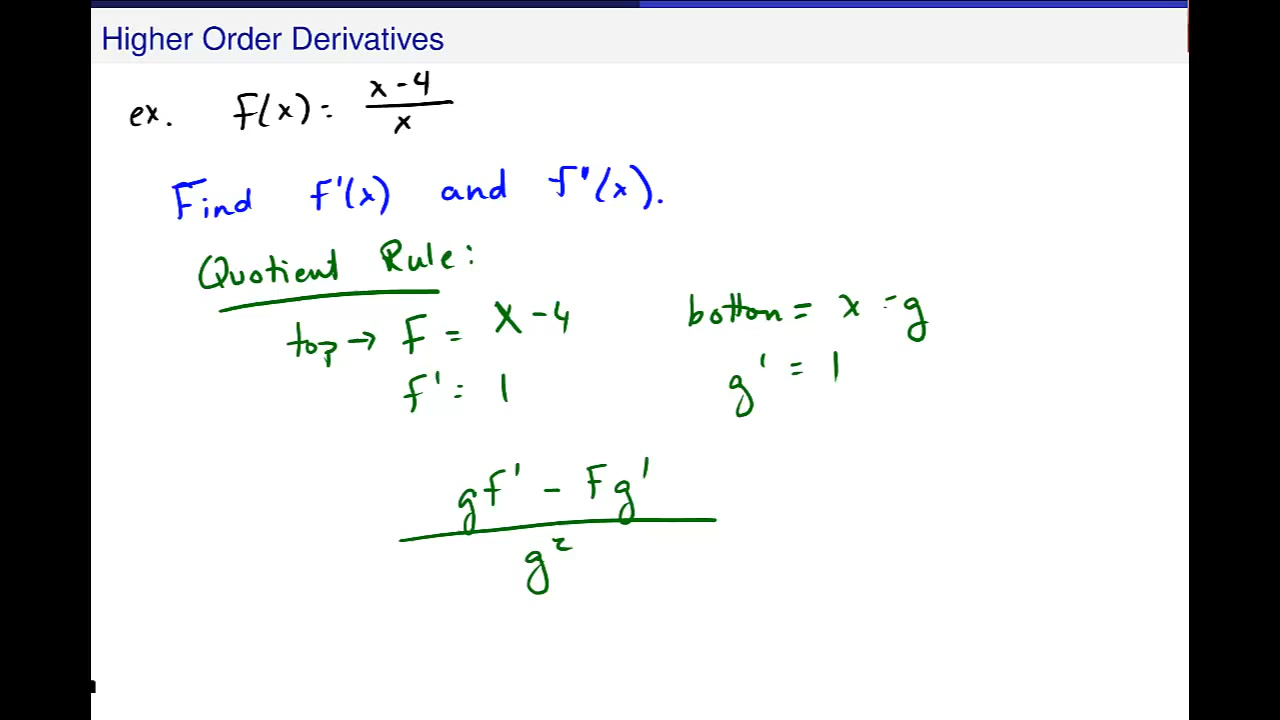 Higher Order Derivatives
ex. f(x) = (x - 4)/x
Find f'(x) and f"(x).
Quotient Rule:
top → f = x - 4 bottom = x = g
f' = 1 g' = 1
gf' - fg'
g²